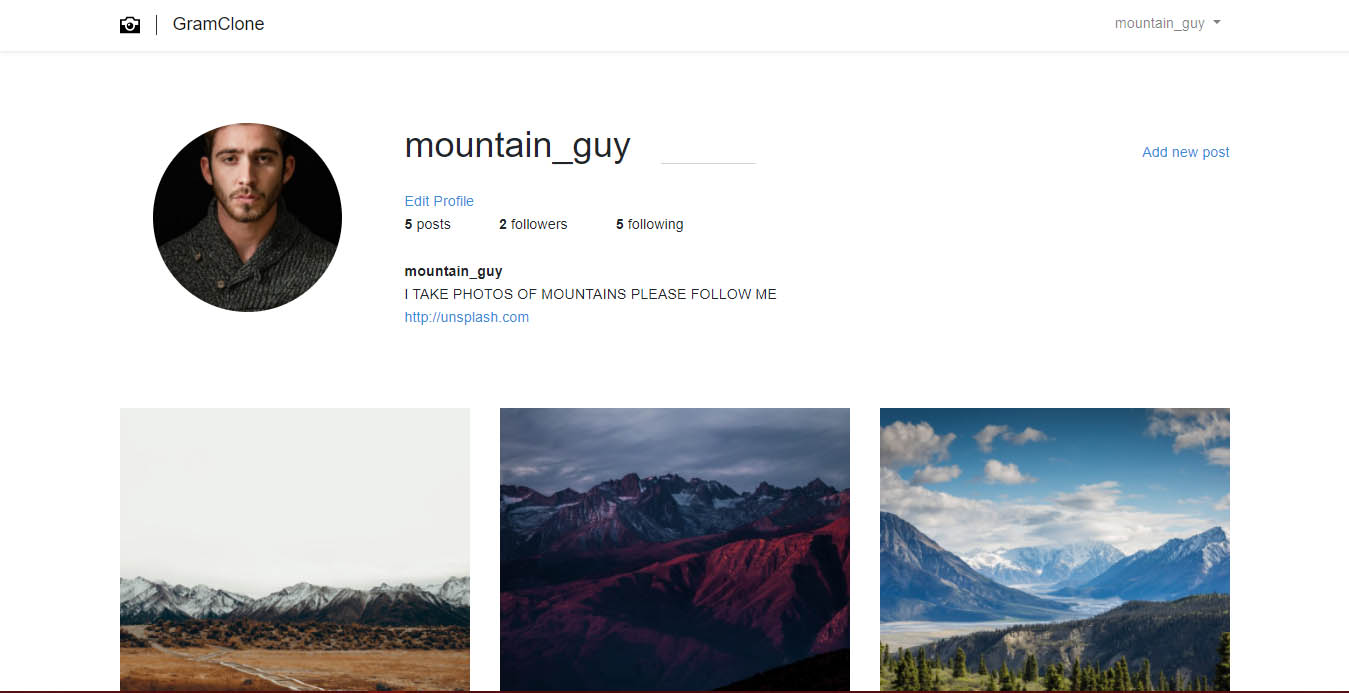 GramClone
mountain_guy
mountain_guy
Add new post
Edit Profile
5 posts 2 followers 5 following
mountain_guy
I TAKE PHOTOS OF MOUNTAINS PLEASE FOLLOW ME
http://unsplash.com